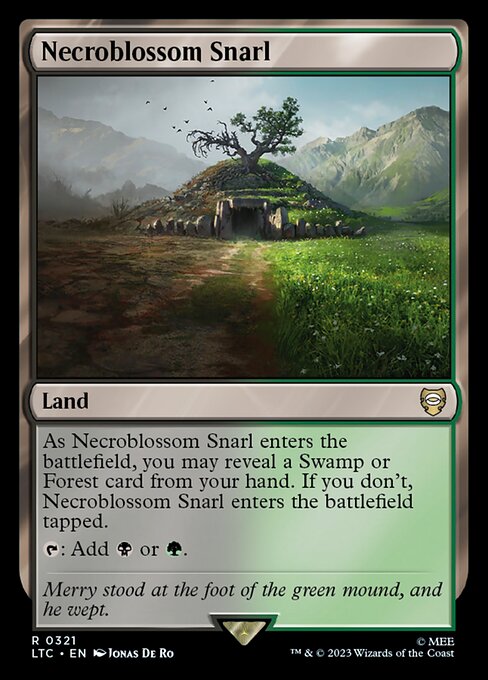 Necroblossom Snarl
Land
As Necroblossom Snarl enters the
battlefield, you may reveal a Swamp or
Forest card from your hand. If you don't,
Necroblossom Snarl enters the battlefield
tapped.
: Add or .
Merry stood at the foot of the green mound, and
he wept.
R 0321
LTC • EN Jonas De Ro
© MEE
™ & © 2023 Wizards of the Coast